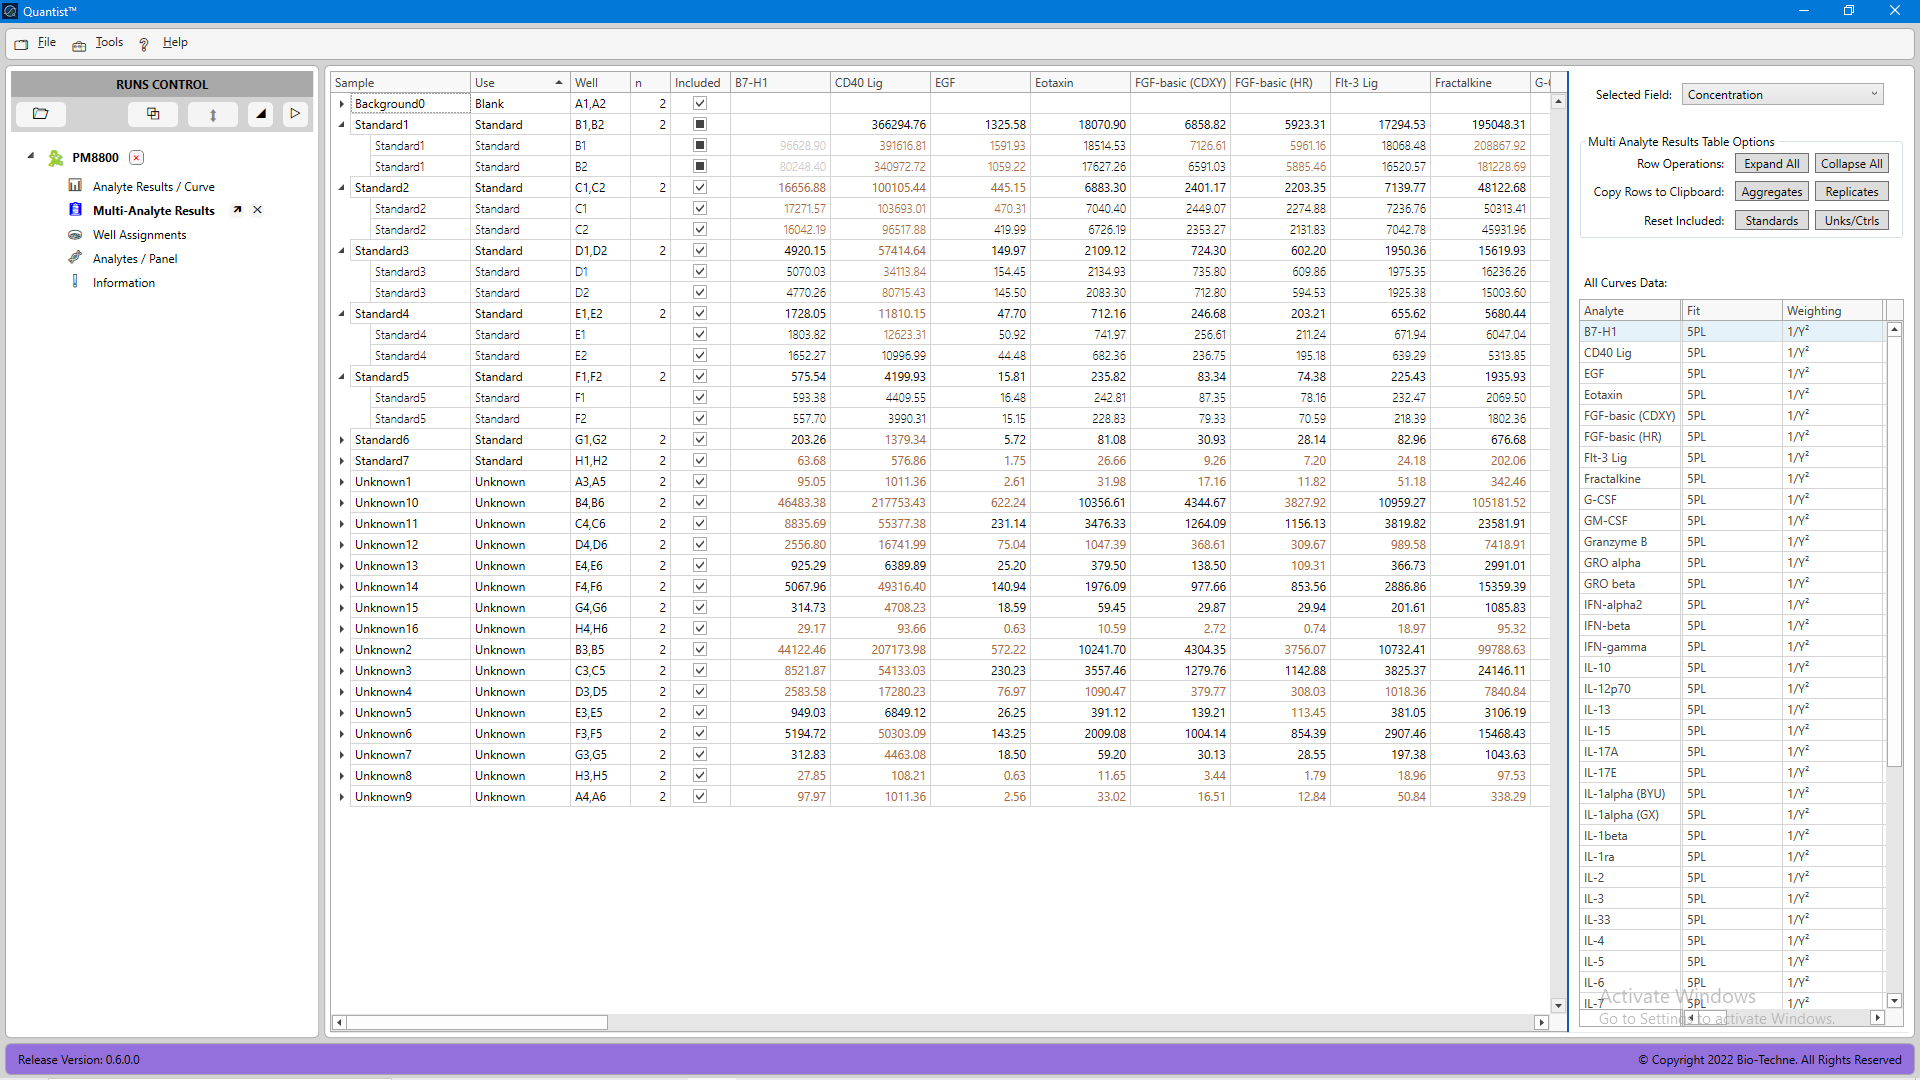 Quantist™
File Tools Help
RUNS CONTROL
PM8800
Analyte Results / Curve
Multi-Analyte Results
Well Assignments
Analytes / Panel
Information
Sample Use Well n Included B7-H1 CD40 Lig EGF Eotaxin FGF-basic (CDXY) FGF-basic (HR) Flt-3 Lig Fractalkine
Background0 Blank A1,A2 2
Standard1 Standard B1,B2 2 366294.76 1325.58 18070.90 6858.82 5923.31 17294.53 195048.31
Standard1 Standard B1 96628.90 391616.81 1591.93 18514.53 7126.61 5961.16 18068.48 208867.92
Standard1 Standard B2 80248.40 340972.72 1059.22 17627.26 6591.03 5885.46 16520.57 181228.69
Standard2 Standard C1,C2 2 16656.88 100105.44 445.15 6883.30 2401.17 2203.35 7139.77 48122.68
Standard2 Standard C1 17271.57 103693.01 470.31 7040.40 2449.07 2274.88 7236.76 50313.41
Standard2 Standard C2 16042.19 96517.88 419.99 6726.19 2353.27 2131.83 7042.78 45931.96
Standard3 Standard D1,D2 2 4920.15 57414.64 149.97 2109.12 724.30 602.20 1950.36 15619.93
Standard3 Standard D1 5070.03 34113.84 154.45 2134.93 735.80 609.86 1975.35 16236.26
Standard3 Standard D2 4770.26 80715.43 145.50 2083.30 712.80 594.53 1925.38 15003.60
Standard4 Standard E1,E2 2 1728.05 11810.15 47.70 712.16 246.68 203.21 655.62 5680.44
Standard4 Standard E1 1803.82 12623.31 50.92 741.97 256.61 211.24 671.94 6047.04
Standard4 Standard E2 1652.27 10996.99 44.48 682.36 236.75 195.18 639.29 5313.85
Standard5 Standard F1,F2 2 575.54 4199.93 15.81 235.82 83.34 74.38 225.43 1935.93
Standard5 Standard F1 593.38 4409.55 16.48 242.81 87.35 78.16 232.47 2069.50
Standard5 Standard F2 557.70 3990.31 15.15 228.83 79.33 70.59 218.39 1802.36
Standard6 Standard G1,G2 2 203.26 1379.34 5.72 81.08 30.93 28.14 82.96 676.68
Standard7 Standard H1,H2 2 63.68 576.86 1.75 26.66 9.26 7.20 24.18 202.06
Unknown1 Unknown A3,A5 2 95.05 1011.36 2.61 31.98 17.16 11.82 51.18 342.46
Unknown10 Unknown B4,B6 2 46483.38 217753.43 622.24 10356.61 4344.67 3827.92 10959.27 105181.52
Unknown11 Unknown C4,C6 2 8835.69 55377.38 231.14 3476.33 1264.09 1156.13 3819.82 23581.91
Unknown12 Unknown D4,D6 2 2556.80 16741.99 75.04 1047.39 368.61 309.67 989.58 7418.91
Unknown13 Unknown E4,E6 2 925.29 6389.89 25.20 379.50 138.50 109.31 366.73 2991.01
Unknown14 Unknown F4,F6 2 5067.96 49316.40 140.94 1976.09 977.66 853.56 2886.86 15359.39
Unknown15 Unknown G4,G6 2 314.73 4708.23 18.59 59.45 29.87 29.94 201.61 1085.83
Unknown16 Unknown H4,H6 2 29.17 93.66 0.63 10.59 2.72 0.74 18.97 95.32
Unknown2 Unknown B3,B5 2 44122.46 207173.98 572.22 10241.70 4304.35 3756.07 10732.41 99788.63
Unknown3 Unknown C3,C5 2 8521.87 54133.03 230.23 3557.46 1279.76 1142.88 3825.37 24146.11
Unknown4 Unknown D3,D5 2 2583.58 17280.23 76.97 1090.47 379.77 308.03 1018.36 7840.84
Unknown5 Unknown E3,E5 2 949.03 6849.12 26.25 391.12 139.21 113.45 381.05 3106.19
Unknown6 Unknown F3,F5 2 5194.72 50303.09 143.25 2009.08 1004.14 854.39 2907.46 15468.43
Unknown7 Unknown G3,G5 2 312.83 4463.08 18.50 59.20 30.13 28.55 197.38 1043.63
Unknown8 Unknown H3,H5 2 27.85 108.21 0.63 11.65 3.44 1.79 18.96 97.53
Unknown9 Unknown A4,A6 2 97.97 1011.36 2.56 33.02 16.51 12.84 50.84 338.29
Selected Field: Concentration
Multi Analyte Results Table Options
Row Operations: Expand All Collapse All
Copy Rows to Clipboard: Aggregates Replicates
Reset Included: Standards Unks/Ctrls
All Curves Data:
Analyte Fit Weighting
B7-H1 5PL 1/Y²
CD40 Lig 5PL 1/Y²
EGF 5PL 1/Y²
Eotaxin 5PL 1/Y²
FGF-basic (CDXY) 5PL 1/Y²
FGF-basic (HR) 5PL 1/Y²
Flt-3 Lig 5PL 1/Y²
Fractalkine 5PL 1/Y²
G-CSF 5PL 1/Y²
GM-CSF 5PL 1/Y²
Granzyme B 5PL 1/Y²
GRO alpha 5PL 1/Y²
GRO beta 5PL 1/Y²
IFN-alpha2 5PL 1/Y²
IFN-beta 5PL 1/Y²
IFN-gamma 5PL 1/Y²
IL-10 5PL 1/Y²
IL-12p70 5PL 1/Y²
IL-13 5PL 1/Y²
IL-15 5PL 1/Y²
IL-17A 5PL 1/Y²
IL-17E 5PL 1/Y²
IL-1alpha (BYU) 5PL 1/Y²
IL-1alpha (GX) 5PL 1/Y²
IL-1beta 5PL 1/Y²
IL-1ra 5PL 1/Y²
IL-2 5PL 1/Y²
IL-3 5PL 1/Y²
IL-33 5PL 1/Y²
IL-4 5PL 1/Y²
IL-5 5PL 1/Y²
IL-6 5PL 1/Y²
IL-7 5PL 1/Y²
Activate Windows
Go to Settings to activate Windows.
Release Version: 0.6.0.0
© Copyright 2022 Bio-Techne. All Rights Reserved